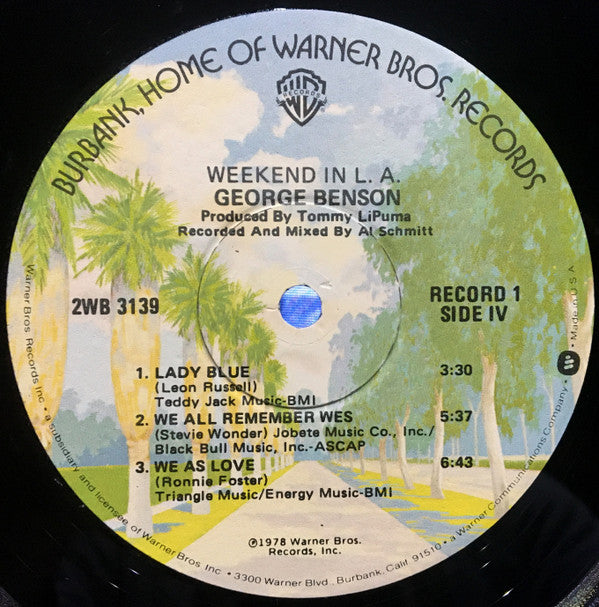 BURBANK, HOME OF WARNER BROS. RECORDS
RECORDS
WEEKEND IN L. A.
GEORGE BENSON
Produced By Tommy LiPuma
Recorded And Mixed By Al Schmitt
2WB 3139
RECORD 1
SIDE IV
1. LADY BLUE 3:30
(Leon Russell)
Teddy Jack Music-BMI
2. WE ALL REMEMBER WES 5:37
(Stevie Wonder) Jobete Music Co., Inc./
Black Bull Music, Inc.-ASCAP
3. WE AS LOVE 6:43
(Ronnie Foster)
Triangle Music/Energy Music-BMI
℗1978 Warner Bros.
Records, Inc.
Warner Bros. Records Inc. • a subsidiary and licensee of Warner Bros. Inc. • 3300 Warner Blvd., Burbank, Cal. 91510 • a Warner Communications Company • Made in U.S.A.